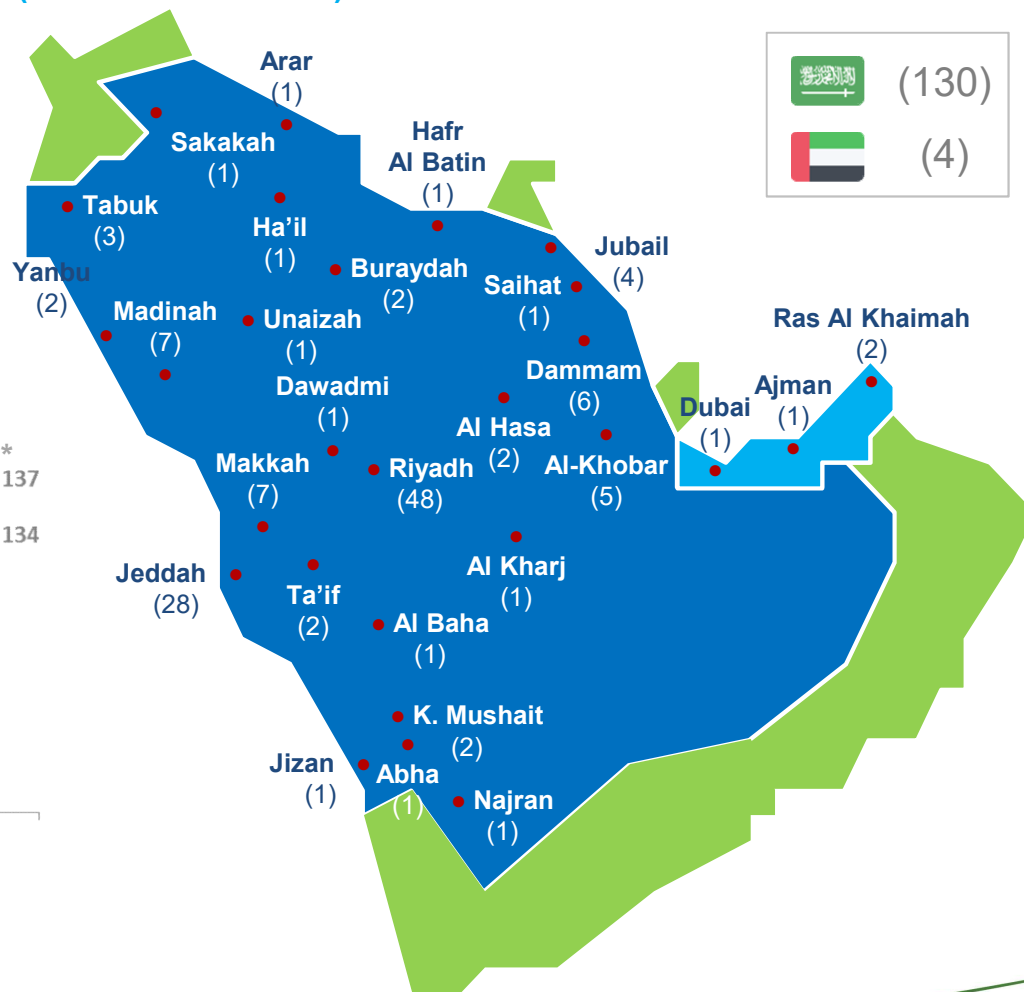 Arar
(1)
(130)
(4)
Hafr
Al Batin
(1)
Sakakah
(1)
Tabuk
(3)
Ha’il
(1)
Jubail
(4)
Yanbu
(2)
Buraydah
(2)
Saihat
(1)
Madinah
(7)
Unaizah
(1)
Ras Al Khaimah
(2)
Dawadmi
(1)
Dammam
(6)
Dubai
(1)
Ajman
(1)
Al Hasa
(2)
*
137
134
Makkah
(7)
Riyadh
(48)
Al-Khobar
(5)
Jeddah
(28)
Ta’if
(2)
Al Kharj
(1)
Al Baha
(1)
K. Mushait
(2)
Jizan
(1)
Abha
(1)
Najran
(1)